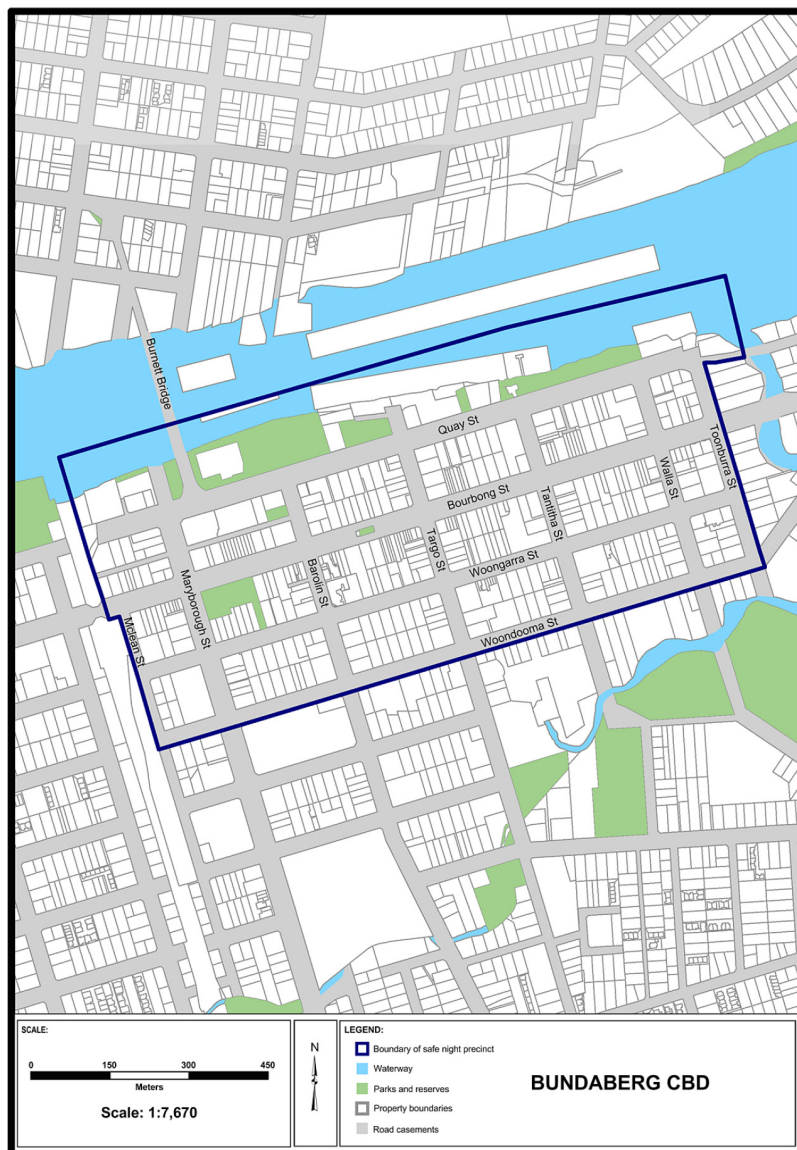 Burnett Bridge
Quay St
Bourbong St
Toonburra St
Walla St
Tantitha St
Targo St
Woongarra St
Barolin St
Maryborough St
Mclean St
Woondooma St
SCALE:
0 150 300 450
Meters
Scale: 1:7,670
N
LEGEND:
Boundary of safe night precinct
Waterway
Parks and reserves
Property boundaries
Road casements
BUNDABERG CBD